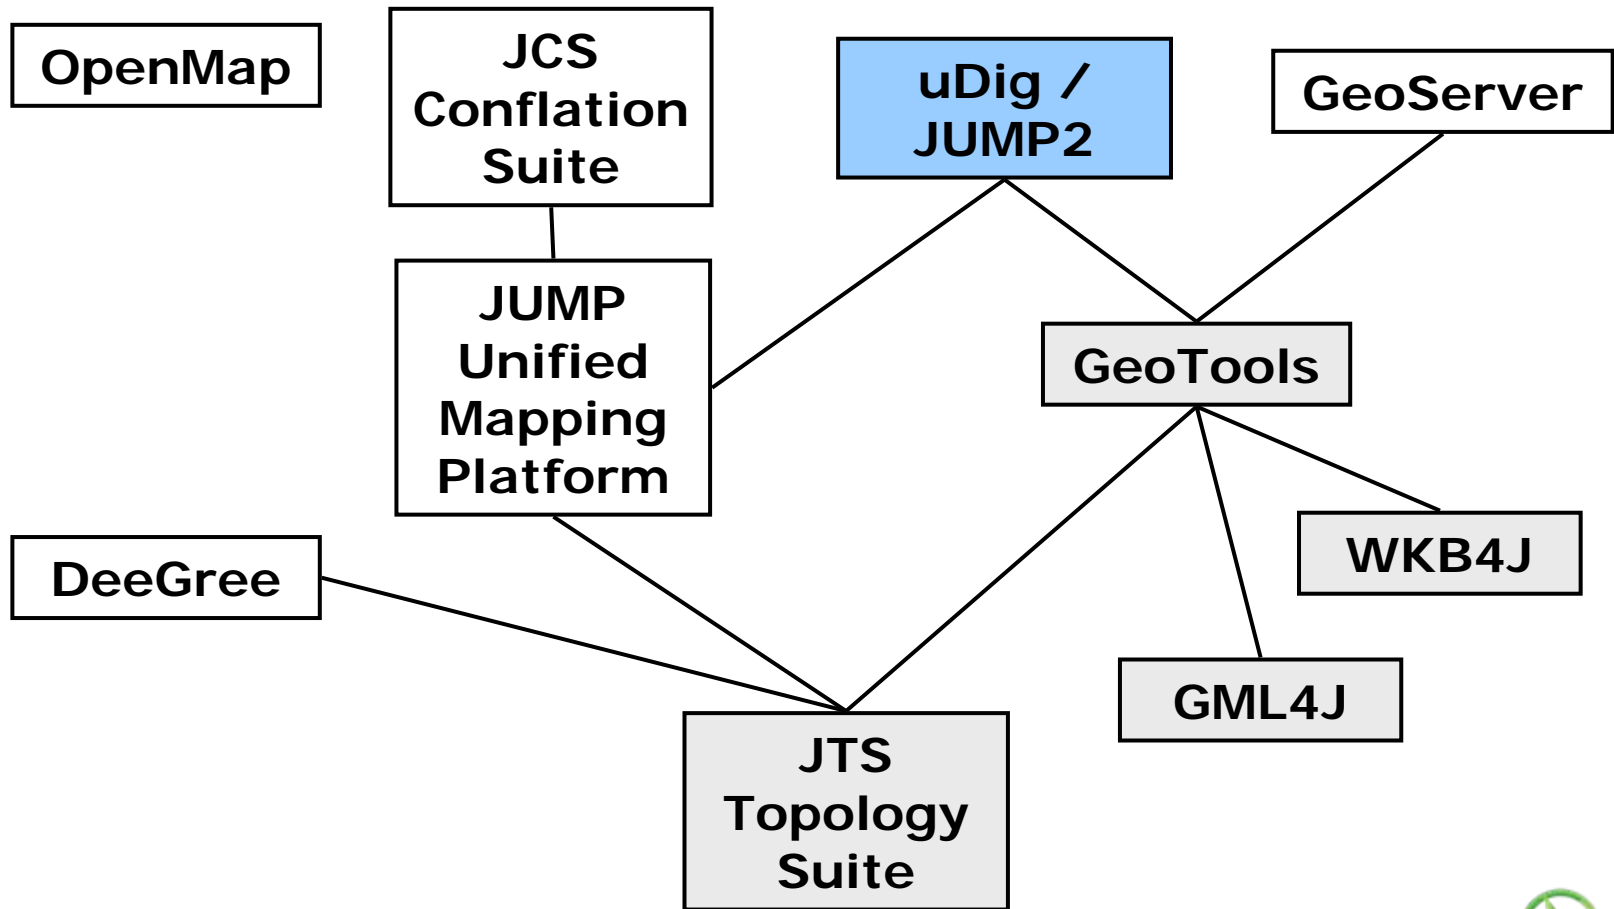 OpenMap
JCS
Conflation
Suite
uDig /
JUMP2
GeoServer
JUMP
Unified
Mapping
Platform
GeoTools
DeeGree
WKB4J
GML4J
JTS
Topology
Suite